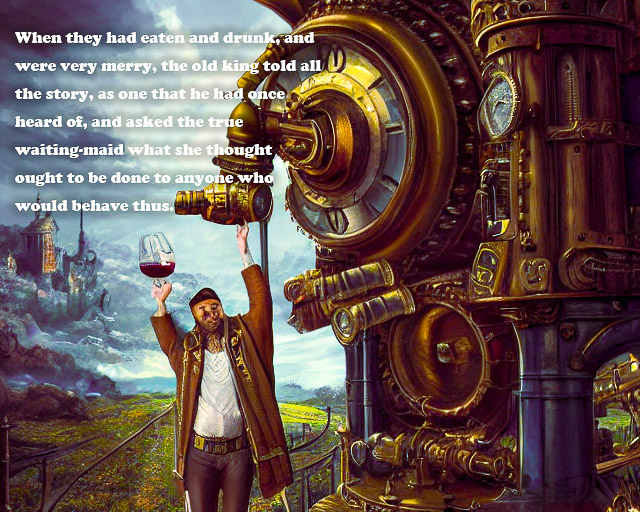 When they had eaten and drunk, and
were very merry, the old king told all
the story, as one that he had once
heard of, and asked the true
waiting-maid what she thought
ought to be done to anyone who
would behave thus.